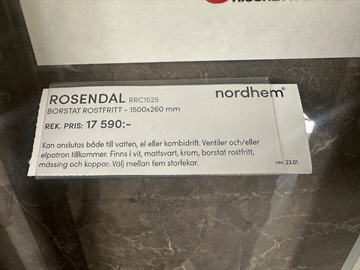 ROSENDAL RRC1525
nordhem®
BORSTAT ROSTFRITT - 1500x260 mm
REK. PRIS: 17 590:-
Kan anslutas både till vatten, el eller kombidrift. Ventiler och/eller
elpatron tillkommer. Finns i vit, mattsvart, krom, borstat rostfritt,
mässing och koppar. Välj mellan fem storlekar.
ver. 23.01